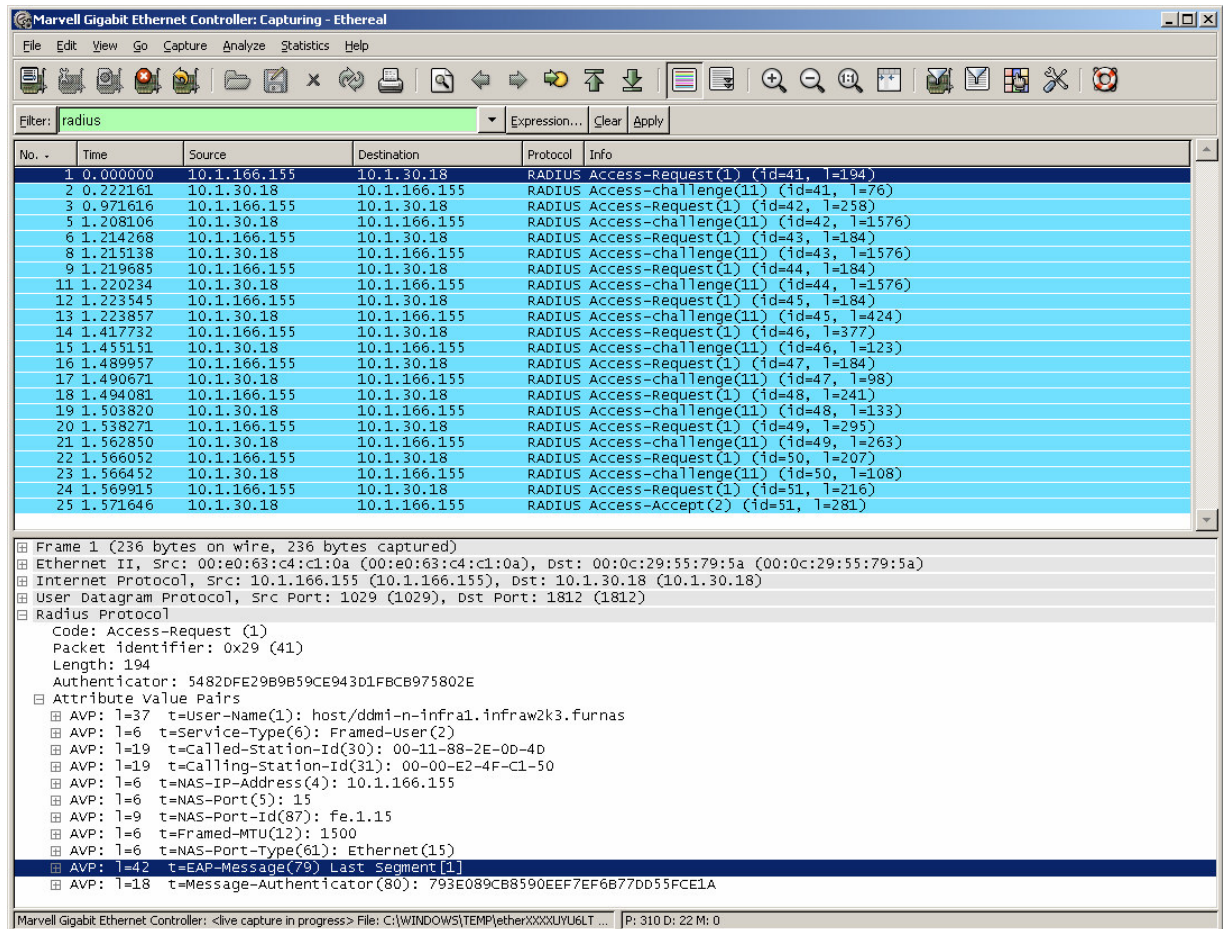 Marvell Gigabit Ethernet Controller: Capturing - Ethereal
File Edit View Go Capture Analyze Statistics Help
Filter: radius Expression... Clear Apply
No. Time Source Destination Protocol Info
1 0.000000 10.1.166.155 10.1.30.18 RADIUS Access-Request(1) (id=41, l=194)
2 0.222161 10.1.30.18 10.1.166.155 RADIUS Access-challenge(11) (id=41, l=76)
3 0.971616 10.1.166.155 10.1.30.18 RADIUS Access-Request(1) (id=42, l=258)
5 1.208106 10.1.30.18 10.1.166.155 RADIUS Access-challenge(11) (id=42, l=1576)
6 1.214268 10.1.166.155 10.1.30.18 RADIUS Access-Request(1) (id=43, l=184)
8 1.215138 10.1.30.18 10.1.166.155 RADIUS Access-challenge(11) (id=43, l=1576)
9 1.219685 10.1.166.155 10.1.30.18 RADIUS Access-Request(1) (id=44, l=184)
11 1.220234 10.1.30.18 10.1.166.155 RADIUS Access-challenge(11) (id=44, l=1576)
12 1.223545 10.1.166.155 10.1.30.18 RADIUS Access-Request(1) (id=45, l=184)
13 1.223857 10.1.30.18 10.1.166.155 RADIUS Access-challenge(11) (id=45, l=424)
14 1.417732 10.1.166.155 10.1.30.18 RADIUS Access-Request(1) (id=46, l=377)
15 1.455151 10.1.30.18 10.1.166.155 RADIUS Access-challenge(11) (id=46, l=123)
16 1.489957 10.1.166.155 10.1.30.18 RADIUS Access-Request(1) (id=47, l=184)
17 1.490671 10.1.30.18 10.1.166.155 RADIUS Access-challenge(11) (id=47, l=98)
18 1.494081 10.1.166.155 10.1.30.18 RADIUS Access-Request(1) (id=48, l=241)
19 1.503820 10.1.30.18 10.1.166.155 RADIUS Access-challenge(11) (id=48, l=133)
20 1.538271 10.1.166.155 10.1.30.18 RADIUS Access-Request(1) (id=49, l=295)
21 1.562850 10.1.30.18 10.1.166.155 RADIUS Access-challenge(11) (id=49, l=263)
22 1.566052 10.1.166.155 10.1.30.18 RADIUS Access-Request(1) (id=50, l=207)
23 1.566452 10.1.30.18 10.1.166.155 RADIUS Access-challenge(11) (id=50, l=108)
24 1.569915 10.1.166.155 10.1.30.18 RADIUS Access-Request(1) (id=51, l=216)
25 1.571646 10.1.30.18 10.1.166.155 RADIUS Access-Accept(2) (id=51, l=281)
Frame 1 (236 bytes on wire, 236 bytes captured)
Ethernet II, Src: 00:e0:63:c4:c1:0a (00:e0:63:c4:c1:0a), Dst: 00:0c:29:55:79:5a (00:0c:29:55:79:5a)
Internet Protocol, Src: 10.1.166.155 (10.1.166.155), Dst: 10.1.30.18 (10.1.30.18)
User Datagram Protocol, Src Port: 1029 (1029), Dst Port: 1812 (1812)
Radius Protocol
Code: Access-Request (1)
Packet identifier: 0x29 (41)
Length: 194
Authenticator: 5482DFE29B9B59CE943D1FBCB975802E
Attribute Value Pairs
AVP: l=37 t=User-Name(1): host/ddmi-n-infra1.infraw2k3.furnas
AVP: l=6 t=Service-Type(6): Framed-User(2)
AVP: l=19 t=Called-Station-Id(30): 00-11-88-2E-0D-4D
AVP: l=19 t=Calling-Station-Id(31): 00-00-E2-4F-C1-50
AVP: l=6 t=NAS-IP-Address(4): 10.1.166.155
AVP: l=6 t=NAS-Port(5): 15
AVP: l=9 t=NAS-Port-Id(87): fe.1.15
AVP: l=6 t=Framed-MTU(12): 1500
AVP: l=6 t=NAS-Port-Type(61): Ethernet(15)
AVP: l=42 t=EAP-Message(79) Last Segment[1]
AVP: l=18 t=Message-Authenticator(80): 793E089CB8590EEF7EF6B77DD55FCE1A
Marvell Gigabit Ethernet Controller: <live capture in progress> File: C:\WINDOWS\TEMP\etherXXXXUYU6LT ... P: 310 D: 22 M: 0